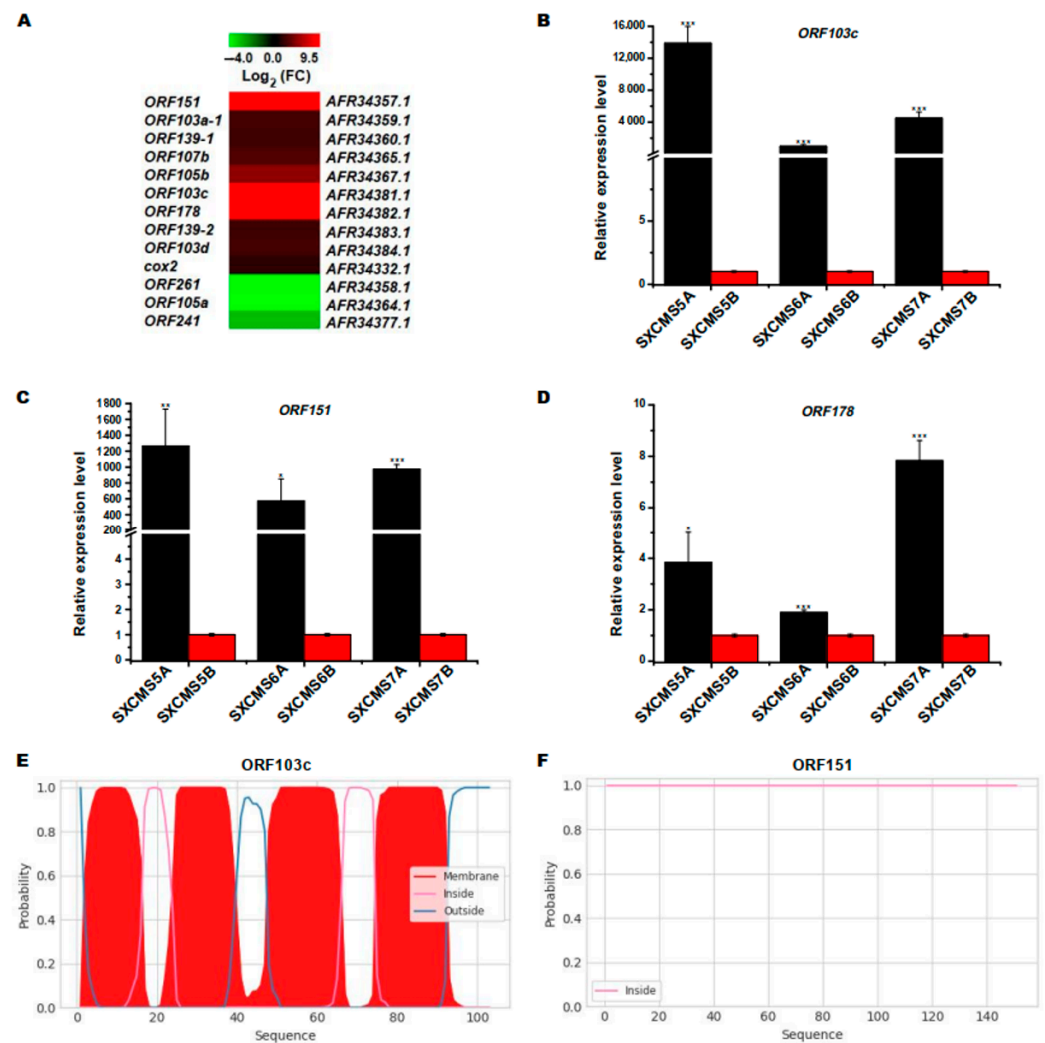 A
−4.0 0.0 9.5
Log2 (FC)
ORF151 AFR34357.1
ORF103a-1 AFR34359.1
ORF139-1 AFR34360.1
ORF107b AFR34365.1
ORF105b AFR34367.1
ORF103c AFR34381.1
ORF178 AFR34382.1
ORF139-2 AFR34383.1
ORF103d AFR34384.1
cox2 AFR34332.1
ORF261 AFR34358.1
ORF105a AFR34364.1
ORF241 AFR34377.1
B
ORF103c
Relative expression level
16 000
12 000
8 000
4 000
5
0
***
***
***
SXCMS5A SXCMS5B SXCMS6A SXCMS6B SXCMS7A SXCMS7B
C
ORF151
Relative expression level
1800
1600
1400
1200
1000
800
600
400
200
4
3
2
1
0
**
*
***
SXCMS5A SXCMS5B SXCMS6A SXCMS6B SXCMS7A SXCMS7B
D
ORF178
Relative expression level
10
8
6
4
2
0
*
***
***
SXCMS5A SXCMS5B SXCMS6A SXCMS6B SXCMS7A SXCMS7B
E
ORF103c
Probability
1.0
0.8
0.6
0.4
0.2
0.0
Membrane
Inside
Outside
0 20 40 60 80 100
Sequence
F
ORF151
Probability
1.0
0.8
0.6
0.4
0.2
0.0
Inside
0 20 40 60 80 100 120 140
Sequence